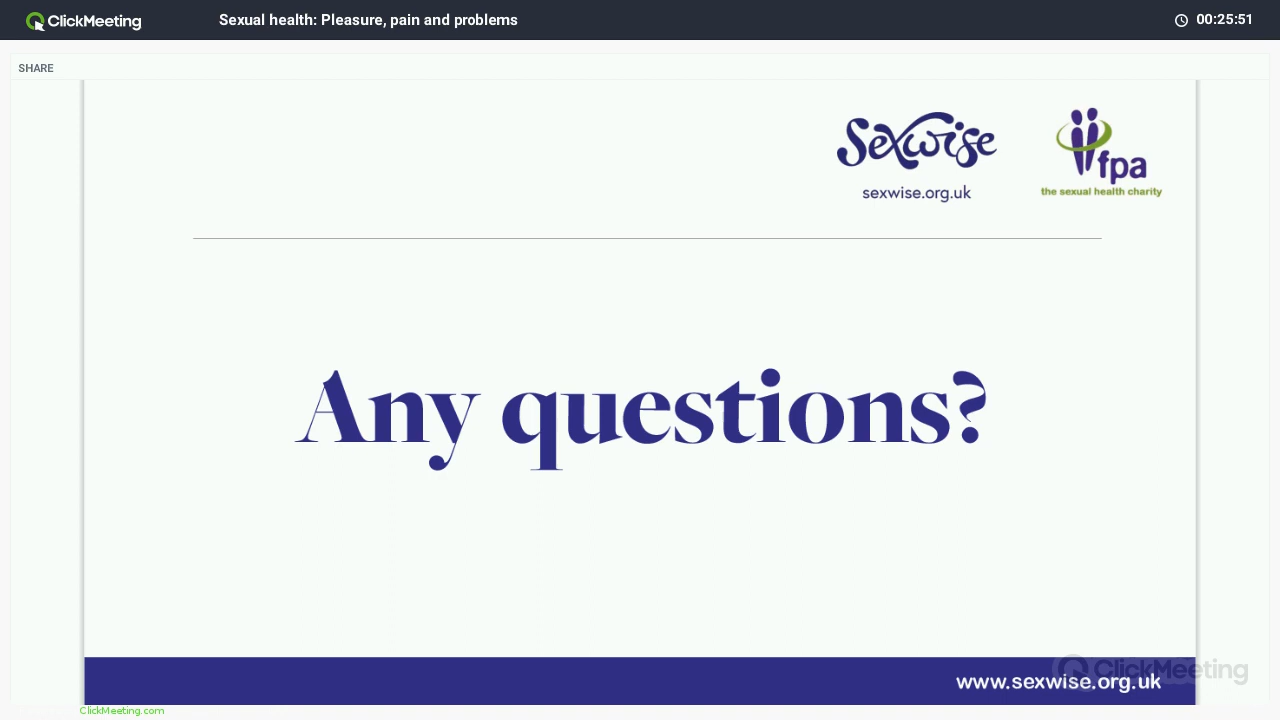 ClickMeeting
Sexual health: Pleasure, pain and problems
00:25:51
SHARE
Sexwise
sexwise.org.uk
fpa
the sexual health charity
Any questions?
ClickMeeting
www.sexwise.org.uk
ClickMeeting.com